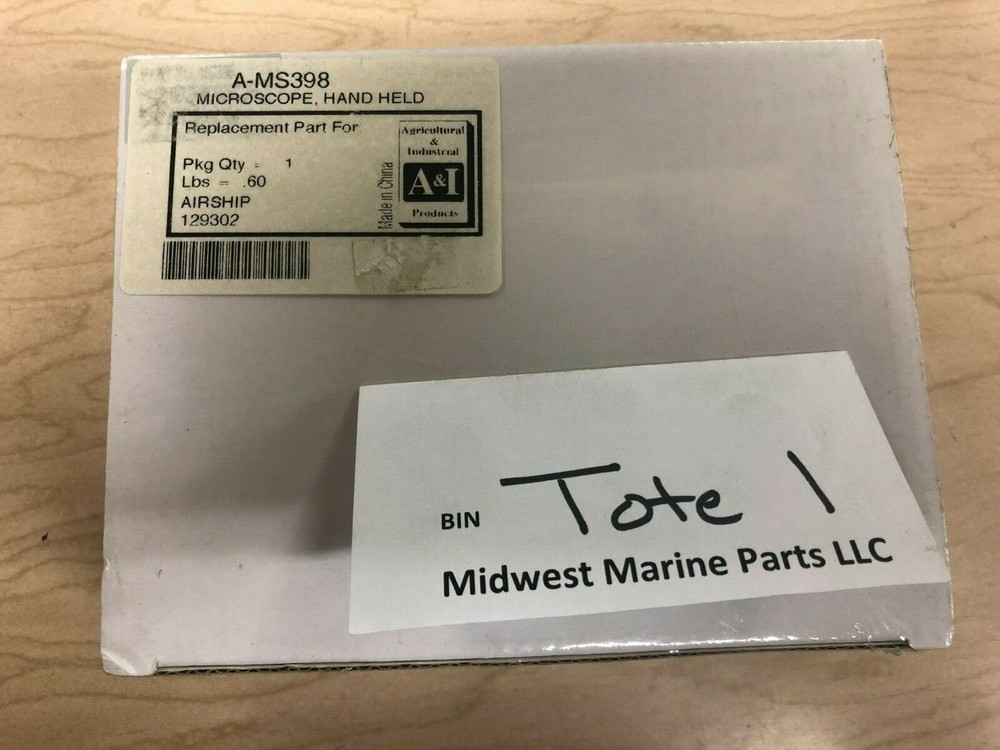 A-MS398
MICROSCOPE, HAND HELD
Replacement Part For
Pkg Qty = 1
Lbs = .60
AIRSHIP
129302
Made in China
Agricultural
&
Industrial
A&I
Products
BIN Tote 1
Midwest Marine Parts LLC